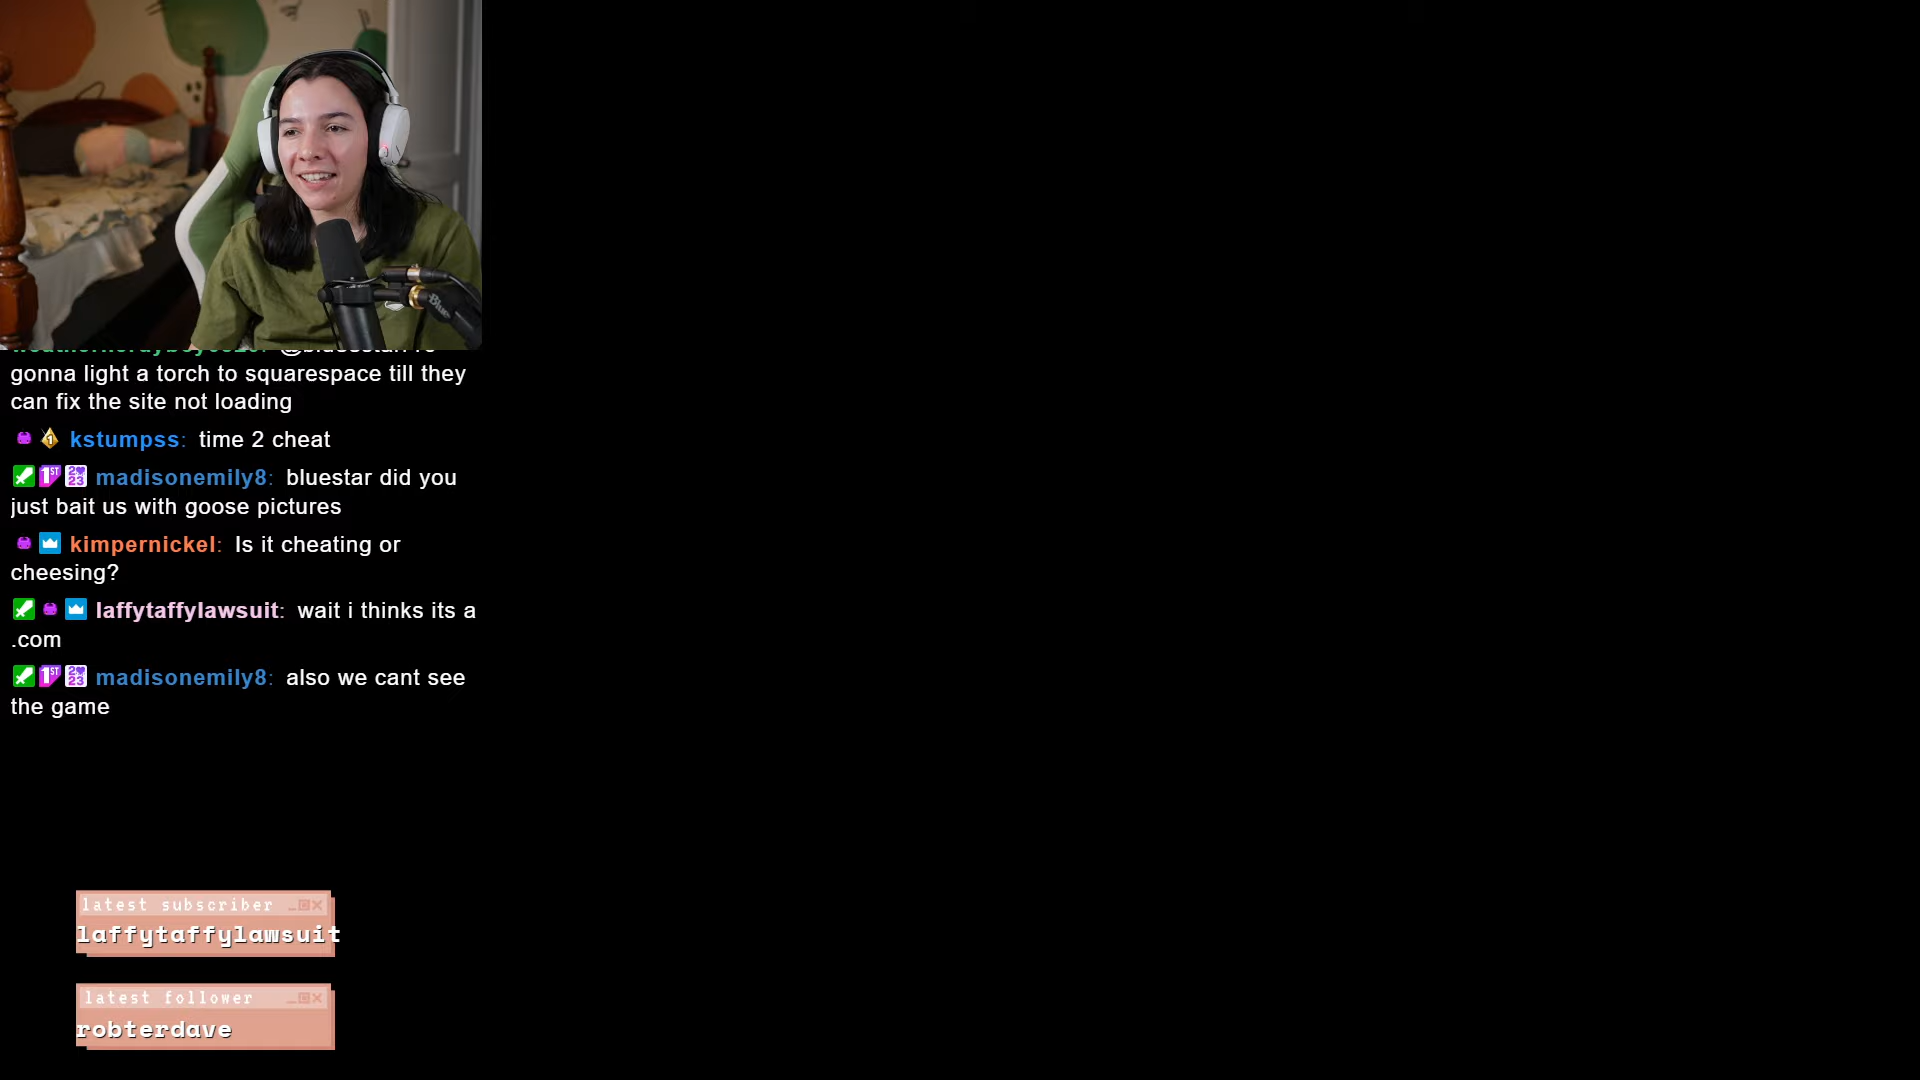 gonna light a torch to squarespace till they
can fix the site not loading
kstumpss: time 2 cheat
madisonemily8: bluestar did you
just bait us with goose pictures
kimpernickel: Is it cheating or
cheesing?
laffytaffylawsuit: wait i thinks its a
.com
madisonemily8: also we cant see
the game
latest subscriber
laffytaffylawsuit
latest follower
robterdave